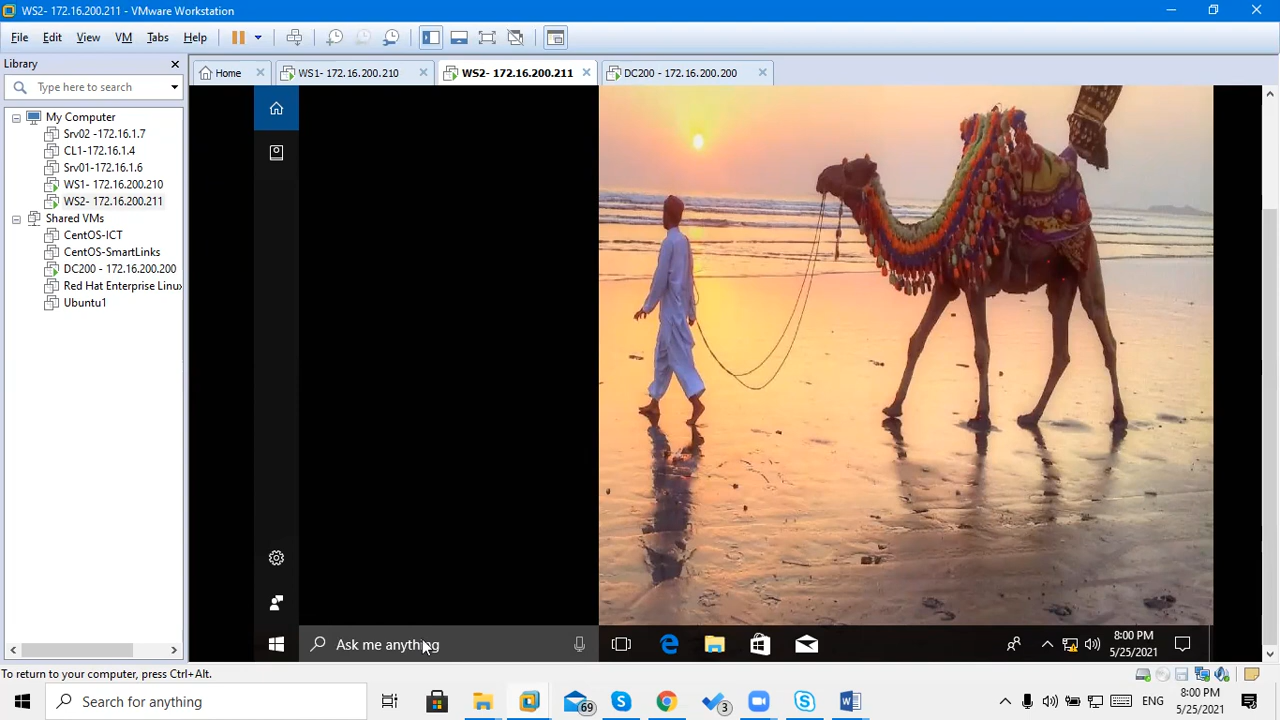 WS2- 172.16.200.211 - VMware Workstation
File Edit View VM Tabs Help
Library
Type here to search
Home
WS1- 172.16.200.210
WS2- 172.16.200.211
DC200 - 172.16.200.200
My Computer
Srv02 -172.16.1.7
CL1-172.16.1.4
Srv01-172.16.1.6
WS1- 172.16.200.210
WS2- 172.16.200.211
Shared VMs
CentOS-ICT
CentOS-SmartLinks
DC200 - 172.16.200.200
Red Hat Enterprise Linux
Ubuntu1
Ask me anything
8:00 PM
5/25/2021
To return to your computer, press Ctrl+Alt.
Search for anything
69
3
ENG
8:00 PM
5/25/2021